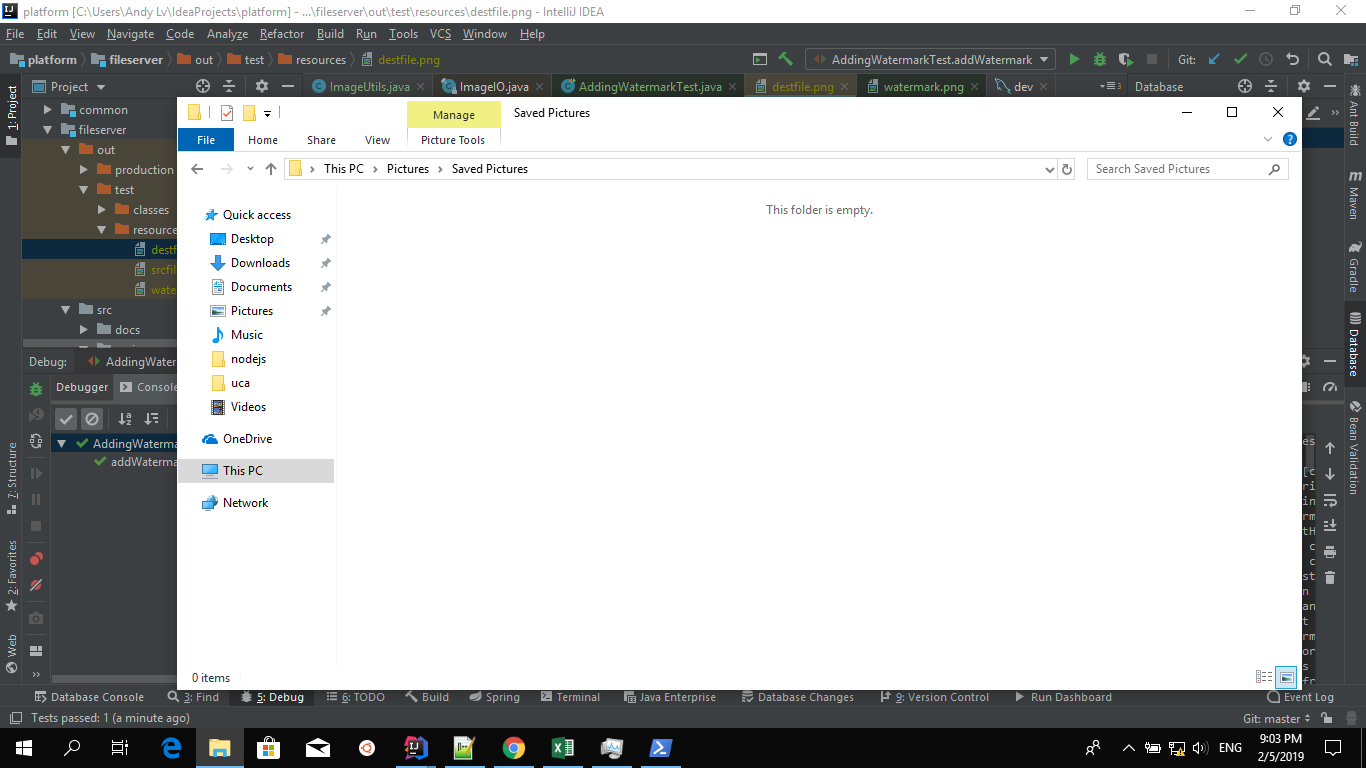 platform [C:\Users\Andy Lv\IdeaProjects\platform] - ...\fileserver\out\test\resources\destfile.png - IntelliJ IDEA
File Edit View Navigate Code Analyze Refactor Build Run Tools VCS Window Help
platform fileserver out test resources destfile.png AddingWatermarkTest.addWatermark Git:
1: Project Project ImageUtils.java ImageIO.java AddingWatermarkTest.java destfile.png watermark.png dev 3 Database
common
fileserver
out
production
test
classes
resource
destf
srcfil
wate
src
docs
Manage Saved Pictures
File Home Share View Picture Tools
This PC Pictures Saved Pictures Search Saved Pictures
This folder is empty.
Quick access
Desktop
Downloads
Documents
Pictures
Music
nodejs
uca
Videos
OneDrive
This PC
Network
0 items
Ant Build
Maven
Gradle
Database
Bean Validation
Debug: AddingWater
Debugger Console
AddingWaterma
addWaterma
7: Structure
2: Favorites
Web
Database Console 3: Find 5: Debug 6: TODO Build Spring Terminal Java Enterprise Database Changes 9: Version Control Run Dashboard Event Log
Tests passed: 1 (a minute ago) Git: master
ENG 9:03 PM
2/5/2019